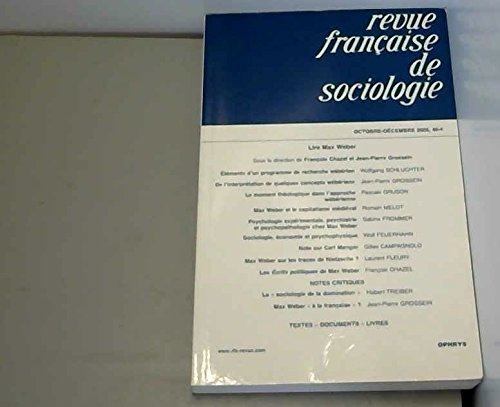 revue
française
de
sociologie
OCTOBRE-DÉCEMBRE 2005, 46-4
Lire Max Weber
Sous la direction de François Chazel et Jean-Pierre Grossein
Éléments d'un programme de recherche wébérien Wolfgang SCHLUCHTER
De l'interprétation de quelques concepts wébériens Jean-Pierre GROSSEIN
Le moment théologique dans l'approche wébérienne Pascale GRUSON
Max Weber et le capitalisme médiéval Romain MELOT
Psychologie expérimentale, psychiatrie et psychopathologie chez Max Weber Sabine FROMMER
Sociologie, économie et psychophysique Wolf FEUERHAHN
Note sur Carl Menger Gilles CAMPAGNOLO
Max Weber sur les traces de Nietzsche ? Laurent FLEURY
Les Écrits politiques de Max Weber François CHAZEL
NOTES CRITIQUES
La « sociologie de la domination » Hubert TREIBER
Max Weber « à la française » ? Jean-Pierre GROSSEIN
TEXTES - DOCUMENTS - LIVRES
www.rfs-revue.com OPHRYS